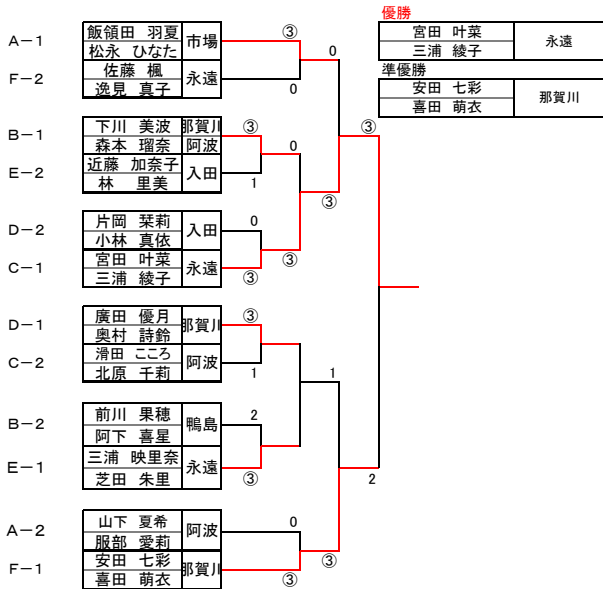 優勝
宮田 叶菜
三浦 綾子
永遠
準優勝
安田 七彩
喜田 萌衣
那賀川
A-1
飯領田 羽夏
松永 ひなた
市場
③
0
F-2
佐藤 楓
逸見 真子
永遠
0
B-1
下川 美波
森本 瑠奈
那賀川
阿波
③
0
③
E-2
近藤 加奈子
林 里美
入田
1
③
D-2
片岡 栞莉
小林 真依
入田
0
C-1
宮田 叶菜
三浦 綾子
永遠
③
③
D-1
廣田 優月
奥村 詩鈴
那賀川
③
C-2
滑田 こころ
北原 千莉
阿波
1
1
B-2
前川 果穂
阿下 喜星
鴨島
2
E-1
三浦 映里奈
芝田 朱里
永遠
③
2
A-2
山下 夏希
服部 愛莉
阿波
0
F-1
安田 七彩
喜田 萌衣
那賀川
③
③